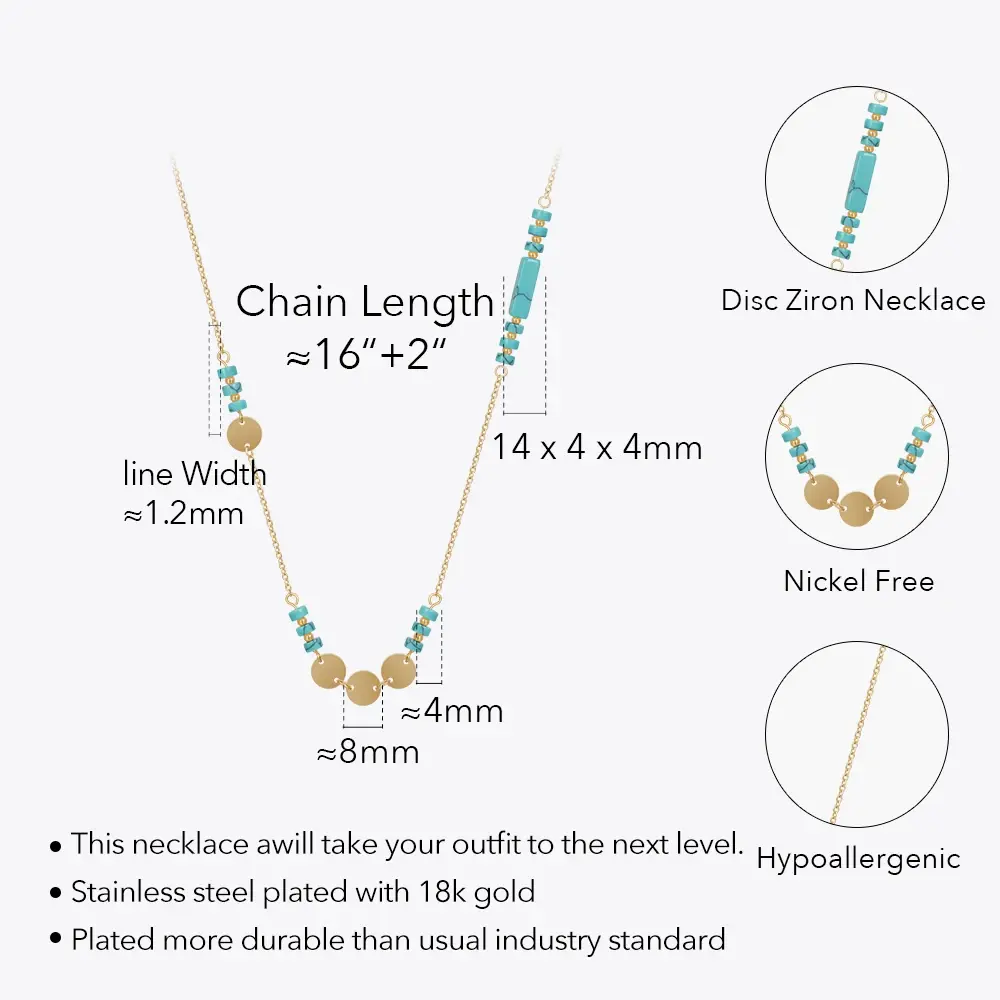 Chain Length
≈16“+2“
14 x 4 x 4mm
line Width
≈1.2mm
≈4mm
≈8mm
Disc Ziron Necklace
Nickel Free
Hypoallergenic
• This necklace awill take your outfit to the next level.
• Stainless steel plated with 18k gold
• Plated more durable than usual industry standard